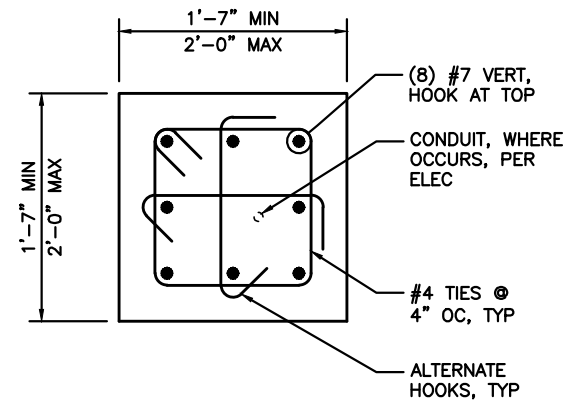 1'-7" MIN
2'-0" MAX
(8) #7 VERT,
HOOK AT TOP
CONDUIT, WHERE
OCCURS, PER
ELEC
1'-7" MIN
2'-0" MAX
#4 TIES @
4" OC, TYP
ALTERNATE
HOOKS, TYP